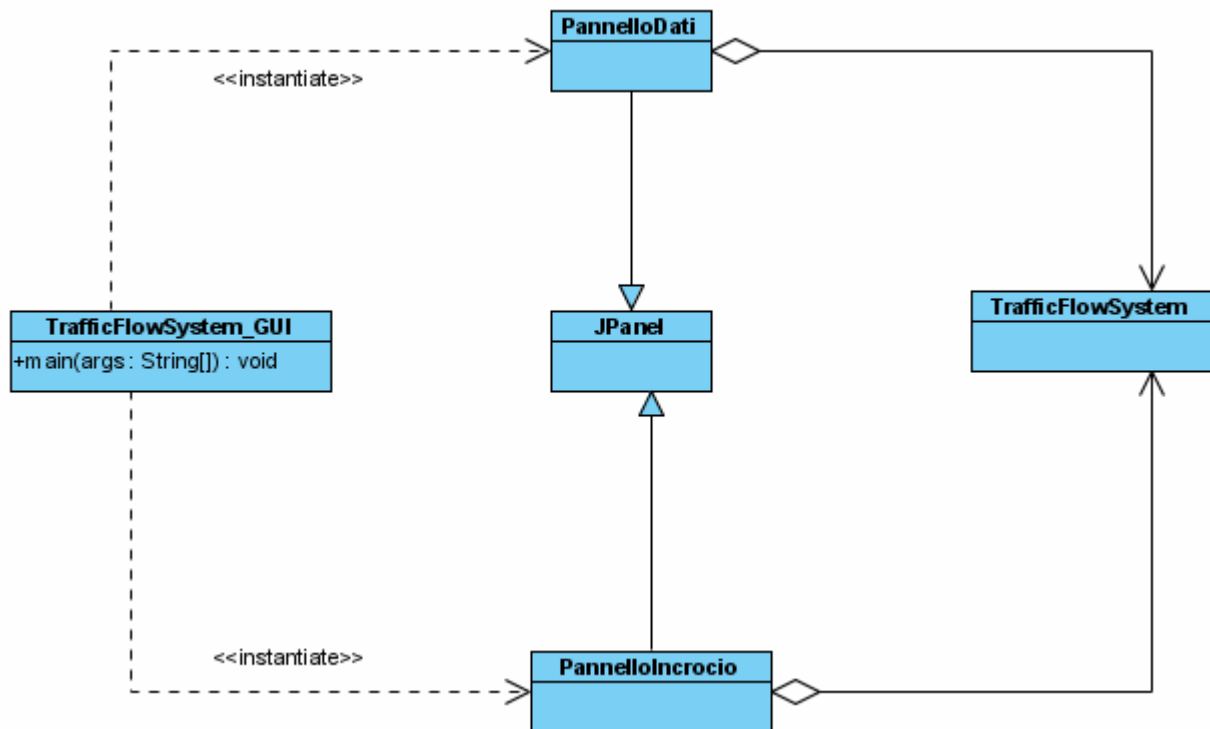 PannelloDati
<<instantiate>>
TrafficFlowSystem
TrafficFlowSystem_GUI
+main(args : String[]) : void
JPanel
<<instantiate>>
PannelloIncrocio